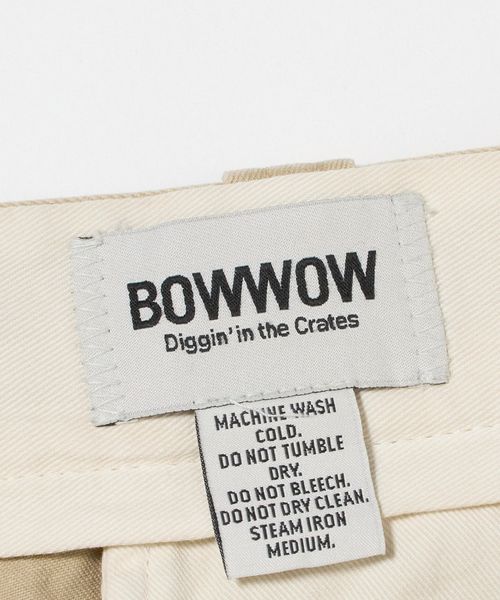 BOWWOW
Diggin' in the Crates
MACHINE WASH
COLD.
DO NOT TUMBLE
DRY.
DO NOT BLEECH.
DO NOT DRY CLEAN.
STEAM IRON
MEDIUM.